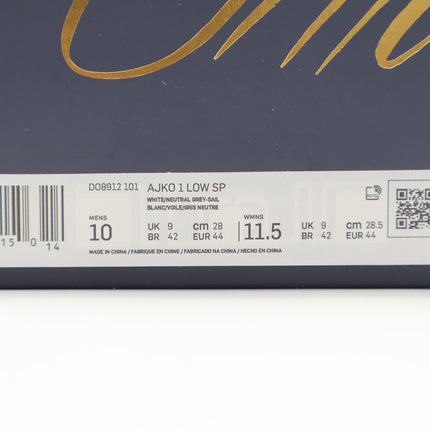 DO8912 101 AJKO 1 LOW SP
WHITE/NEUTRAL GREY-SAIL
BLANC/VOILE/GRIS NEUTRE
MENS 10 UK 9 cm 28 BR 42 EUR 44
WMNS 11.5 UK 9 cm 28.5 BR 42 EUR 44
MADE IN CHINA / FABRIQUE EN CHINE / FABRICADO NA CHINA / HECHO EN CHINA
15 0 14